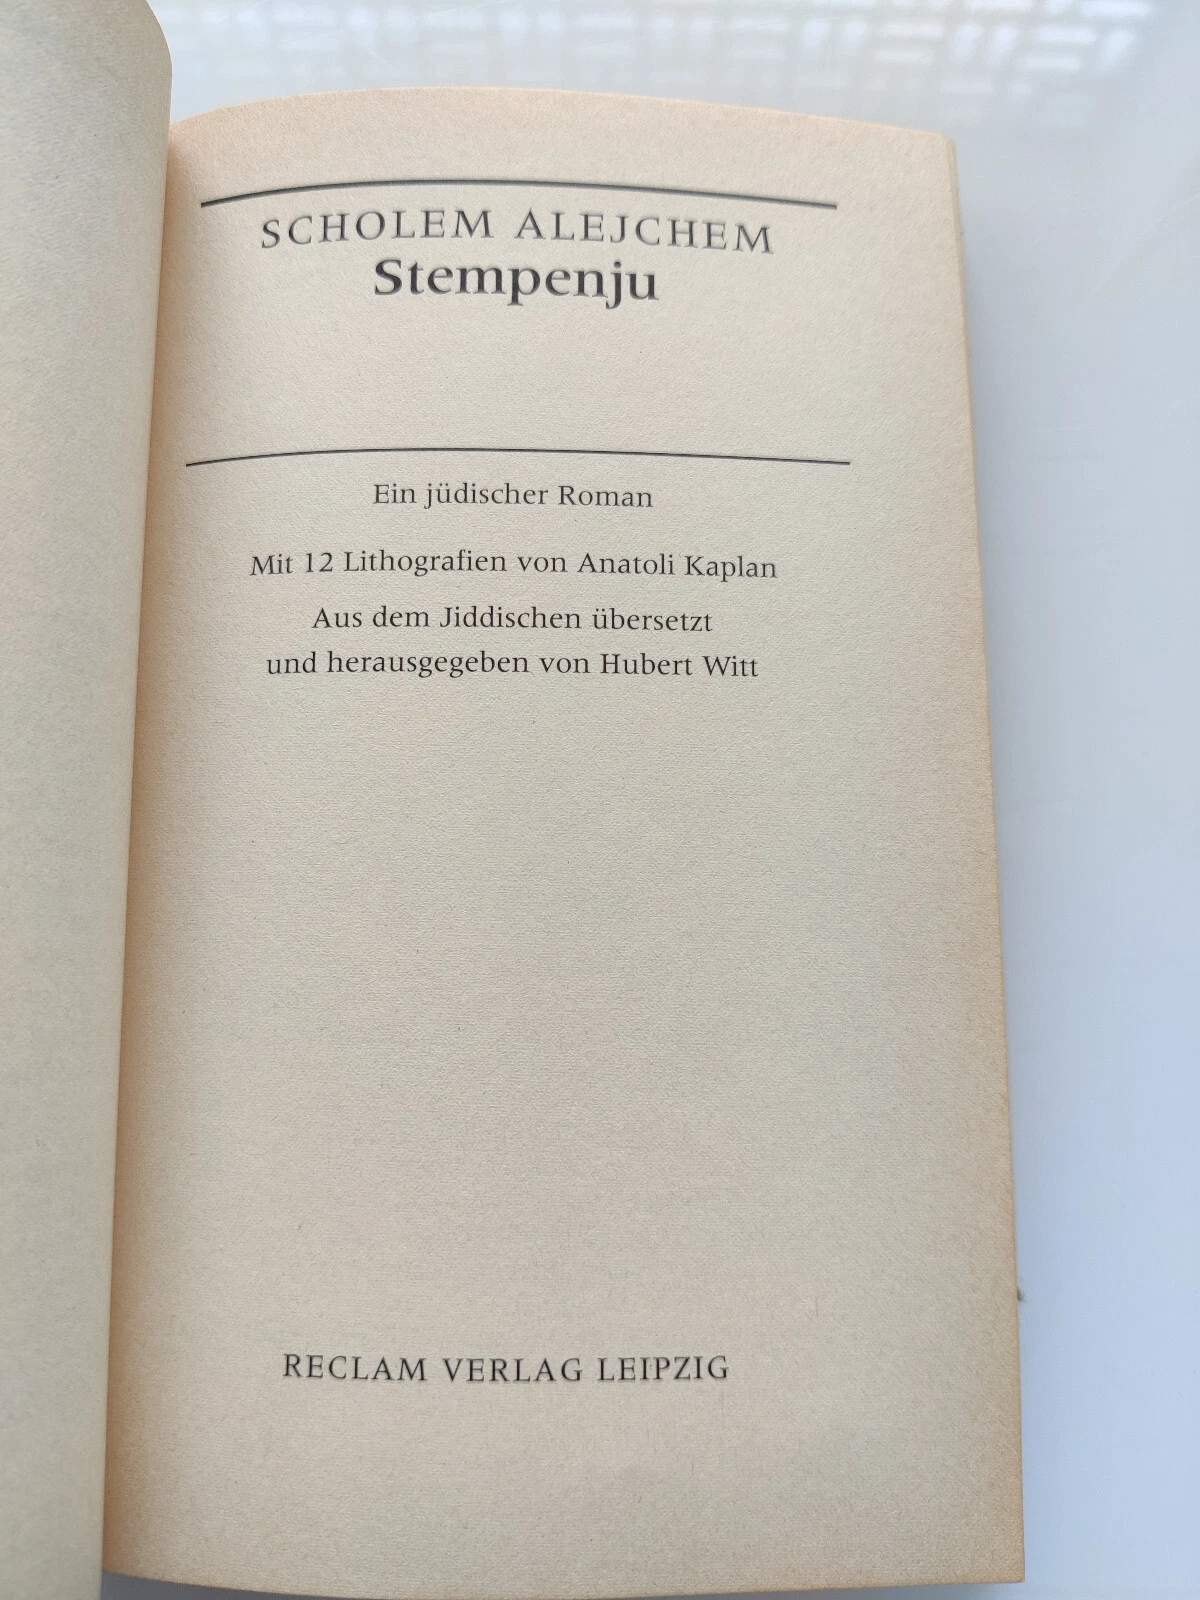 SCHOLEM ALEJCHEM
Stempenju
Ein jüdischer Roman
Mit 12 Lithografien von Anatoli Kaplan
Aus dem Jiddischen übersetzt
und herausgegeben von Hubert Witt
RECLAM VERLAG LEIPZIG